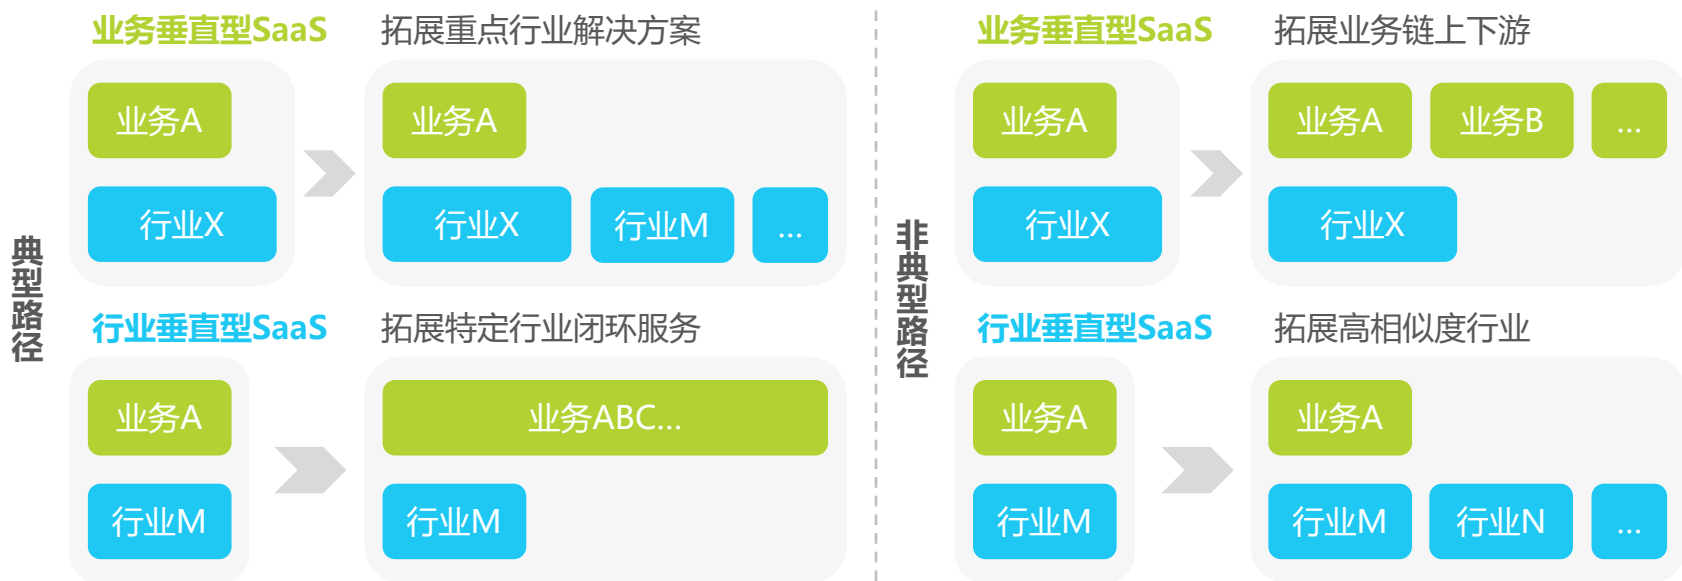 典型路径
业务垂直型SaaS 拓展重点行业解决方案
业务A
行业X
业务A
行业X 行业M ...
行业垂直型SaaS 拓展特定行业闭环服务
业务A
行业M
业务ABC...
行业M
非典型路径
业务垂直型SaaS 拓展业务链上下游
业务A
行业X
业务A 业务B ...
行业X
行业垂直型SaaS 拓展高相似度行业
业务A
行业M
业务A
行业M 行业N ...